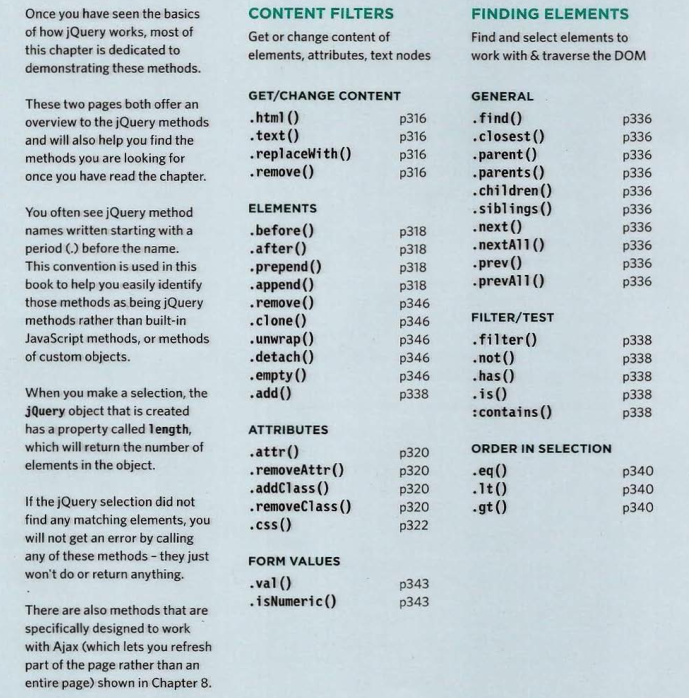 Once you have seen the basics
of how jQuery works, most of
this chapter is dedicated to
demonstrating these methods.
These two pages both offer an
overview to the jQuery methods
and will also help you find the
methods you are looking for
once you have read the chapter.
You often see jQuery method
names written starting with a
period (.) before the name.
This convention is used in this
book to help you easily identify
those methods as being jQuery
methods rather than built-in
JavaScript methods, or methods
of custom objects.
When you make a selection, the
jQuery object that is created
has a property called length,
which will return the number of
elements in the object.
If the jQuery selection did not
find any matching elements, you
will not get an error by calling
any of these methods – they just
won't do or return anything.
There are also methods that are
specifically designed to work
with Ajax (which lets you refresh
part of the page rather than an
entire page) shown in Chapter 8.
CONTENT FILTERS
Get or change content of
elements, attributes, text nodes
GET/CHANGE CONTENT
.html() p316
.text() p316
.replaceWith() p316
.remove() p316
ELEMENTS
.before() p318
.after() p318
.prepend() p318
.append() p318
.remove() p346
.clone() p346
.unwrap() p346
.detach() p346
.empty() p346
.add() p338
ATTRIBUTES
.attr() p320
.removeAttr() p320
.addClass() p320
.removeClass() p320
.css() p322
FORM VALUES
.val() p343
.isNumeric() p343
FINDING ELEMENTS
Find and select elements to
work with & traverse the DOM
GENERAL
.find() p336
.closest() p336
.parent() p336
.parents() p336
.children() p336
.siblings() p336
.next() p336
.nextAll() p336
.prev() p336
.prevAll() p336
FILTER/TEST
.filter() p338
.not() p338
.has() p338
.is() p338
:contains() p338
ORDER IN SELECTION
.eq() p340
.lt() p340
.gt() p340